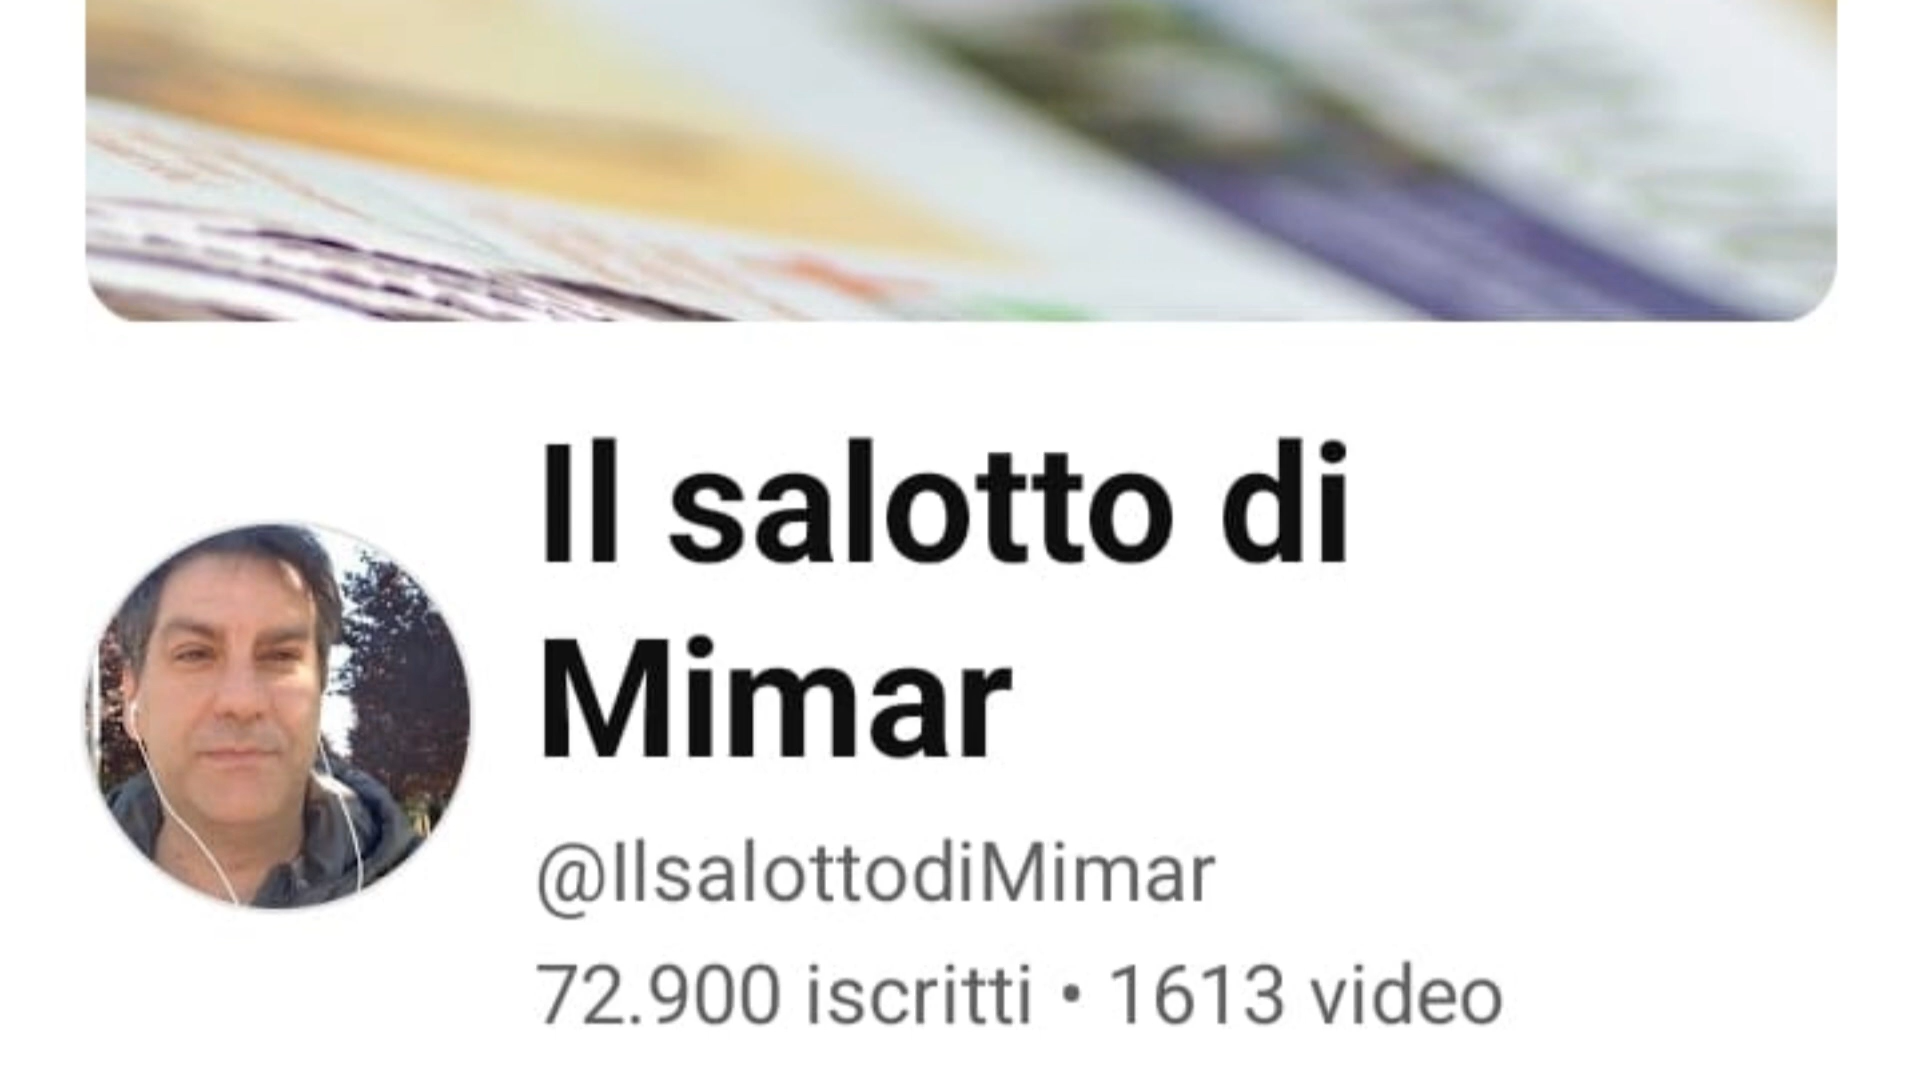 Il salotto di
Mimar
@IlsalottodiMimar
72.900 iscritti • 1613 video